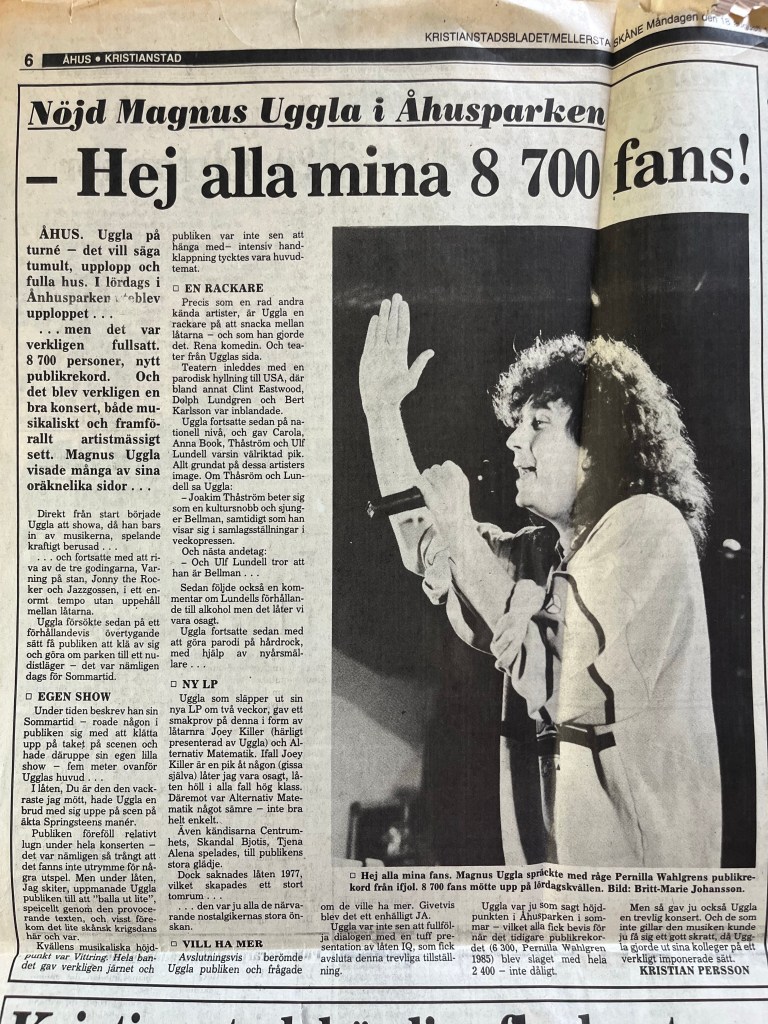 KRISTIANSTADSBLADET/MELLERSTA SKÅNE Måndagen den 18
6
ÅHUS • KRISTIANSTAD
Nöjd Magnus Uggla i Åhusparken
– Hej alla mina 8 700 fans!
ÅHUS. Uggla på
turné – det vill säga
tumult, upplopp och
fulla hus. I lördags i
Ånhusparken uteblev
upploppet . . .
. . . men det var
verkligen fullsatt.
8 700 personer, nytt
publikrekord. Och
det blev verkligen en
bra konsert, både mu-
sikaliskt och framfö-
rallt artistmässigt
sett. Magnus Uggla
visade många av sina
oräknelika sidor . . .
Direkt från start började
Uggla att showa, då han bars
in av musikerna, spelande
kraftigt berusad . . .
. . . och fortsatte med att ri-
va av de tre godingarna, Var-
ning på stan, Jonny the Roc-
ker och Jazzgossen, i ett en-
ormt tempo utan uppehåll
mellan låtarna.
Uggla försökte sedan på ett
förhållandevis övertygande
sätt få publiken att klä av sig
och göra om parken till ett nu-
distläger – det var nämligen
dags för Sommartid.
□ EGEN SHOW
Under tiden beskrev han sin
Sommartid – roade någon i
publiken sig med att klätta
upp på taket på scenen och
hade däruppe sin egen lilla
show – fem meter ovanför
Ugglas huvud . . .
I låten, Du är den den vack-
raste jag mött, hade Uggla en
brud med sig uppe på scen på
äkta Springsteens manér.
Publiken föreföll relativt
lugn under hela konserten –
det var nämligen så trångt att
det fanns inte utrymme för nå-
gra utspel. Men under låten,
Jag skiter, uppmanade Uggla
publiken till att "balla ut lite",
speicellt genom den provoce-
rande texten, och visst. före-
kom det lite skånsk krigsdans
här och var.
Kvällens musikaliska höjd-
punkt var Vittring. Hela ban-
det gav verkligen järnet och
publiken var inte sen att
hänga med– intensiv hand-
klappning tycktes vara huvud-
temat.
□ EN RACKARE
Precis som en rad andra
kända artister, är Uggla en
rackare på att snacka mellan
låtarna – och som han gjorde
det. Rena komedin. Och tea-
ter från Ugglas sida.
Teatern inleddes med en
parodisk hyllning till USA, där
bland annat Clint Eastwood,
Dolph Lundgren och Bert
Karlsson var inblandade.
Uggla fortsatte sedan på na-
tionell nivå, och gav Carola,
Anna Book, Thåström och Ulf
Lundell varsin välriktad pik.
Allt grundat på dessa artisters
image. Om Thåsröm och Lun-
dell sa Uggla:
– Joakim Thåström beter sig
som en kultursnobb och sjung-
er Bellman, samtidigt som han
visar sig i samlagsställningar i
veckopressen.
Och nästa andetag:
– Och Ulf Lundell tror att
han är Bellman . . .
Sedan följde också en kom-
mentar om Lundells förhållan-
de till alkohol men det låter vi
vara osagt.
Uggla fortsatte sedan med
att göra parodi på hårdrock,
med hjälp av nyårsmäl-
lare . . .
□ NY LP
Uggla som släpper ut sin
nya LP om två veckor, gav ett
smakprov på denna i form av
låtarnra Joey Killer (härligt
presenterad av Uggla) och Al-
ternativ Matematik. Ifall Joey
Killer är en pik åt någon (gissa
själva) låter jag vara osagt, lå-
ten höll i alla fall hög klass.
Däremot var Alternativ Mate-
matik något sämre – inte bra
helt enkelt.
Även kändisarna Centrum-
hets, Skandal Bjotis, Tjena
Alena spelades, till publikens
stora glädje.
Dock saknades låten 1977,
vilket skapades ett stort
tomrum . . .
. . . den var ju alla de närva-
rande nostalgikernas stora ön-
skan.
□ VILL HA MER
Avslutningsvis berömde
Uggla publiken och frågade
□ Hej alla mina fans. Magnus Uggla spräckte med råge Pernilla Wahlgrens publikre-
kord från ifjol. 8 700 fans mötte upp på lördagskvällen. Bild: Britt-Marie Johansson.
om de ville ha mer. Givetvis
blev det ett enhälligt JA.
Uggla var inte sen att fullföl-
ja dialogen med en tuff pre-
sentation av låten IQ, som fick
avsluta denna trevliga tillställ-
ning.
Uggla var ju som sagt höjd-
punkten i Åhusparken i som-
mar – vilket alla fick bevis för
när det tidigare publikrekor-
det (6 300, Pernilla Wahlgren
1985) blev slaget med hela
2 400 – inte dåligt.
Men så gav ju också Uggla
en trevlig konsert. Och de som
inte gillar den musiken kunde
ju få sig ett gott skratt, då Ugg-
la gjorde ut sina kolleger på ett
verkligt imponerade sätt.
KRISTIAN PERSSON